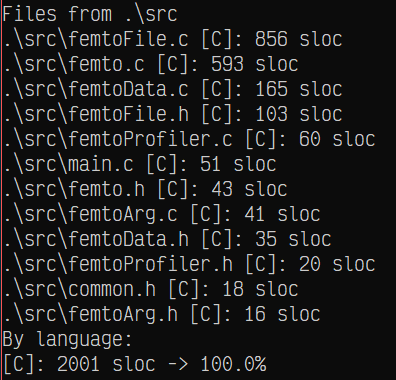 Files from .\src
.\src\femtoFile.c [C]: 856 sloc
.\src\femto.c [C]: 593 sloc
.\src\femtoData.c [C]: 165 sloc
.\src\femtoFile.h [C]: 103 sloc
.\src\femtoProfiler.c [C]: 60 sloc
.\src\main.c [C]: 51 sloc
.\src\femto.h [C]: 43 sloc
.\src\femtoArg.c [C]: 41 sloc
.\src\femtoData.h [C]: 35 sloc
.\src\femtoProfiler.h [C]: 20 sloc
.\src\common.h [C]: 18 sloc
.\src\femtoArg.h [C]: 16 sloc
By language:
[C]: 2001 sloc -> 100.0%